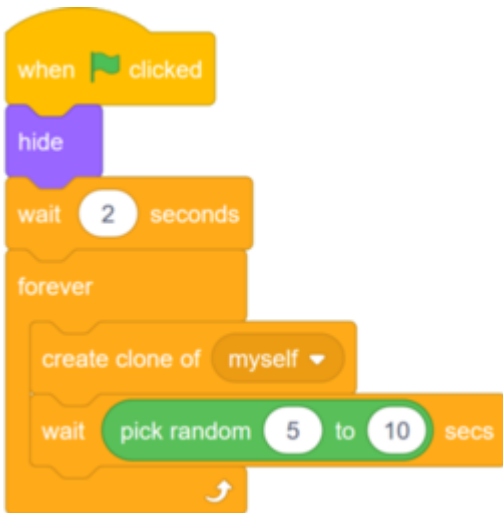 when clicked
hide
wait 2 seconds
forever
create clone of myself
wait pick random 5 to 10 secs